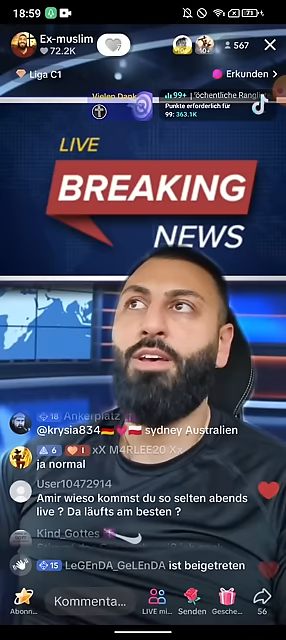 18:59
71
Ex-muslim
72.2K
567
Liga C1
Erkunden >
Vielen Dank
99+ | 'öchentliche Rangli
Punkte erforderlich für
99: 363.1K
LIVE
BREAKING
NEWS
18 Ankerplatz
@krysia834 sydney Australien
6 1 xX M4RLEE20 Xx
ja normal
User10472914
Amir wieso kommst du so selten abends
live ? Da läufts am besten ?
Kind_Gottes
15 LeGEnDA_GeLEnDA ist beigetreten
Abonn...
Kommenta...
LIVE mi...
Senden
Gesche...
56